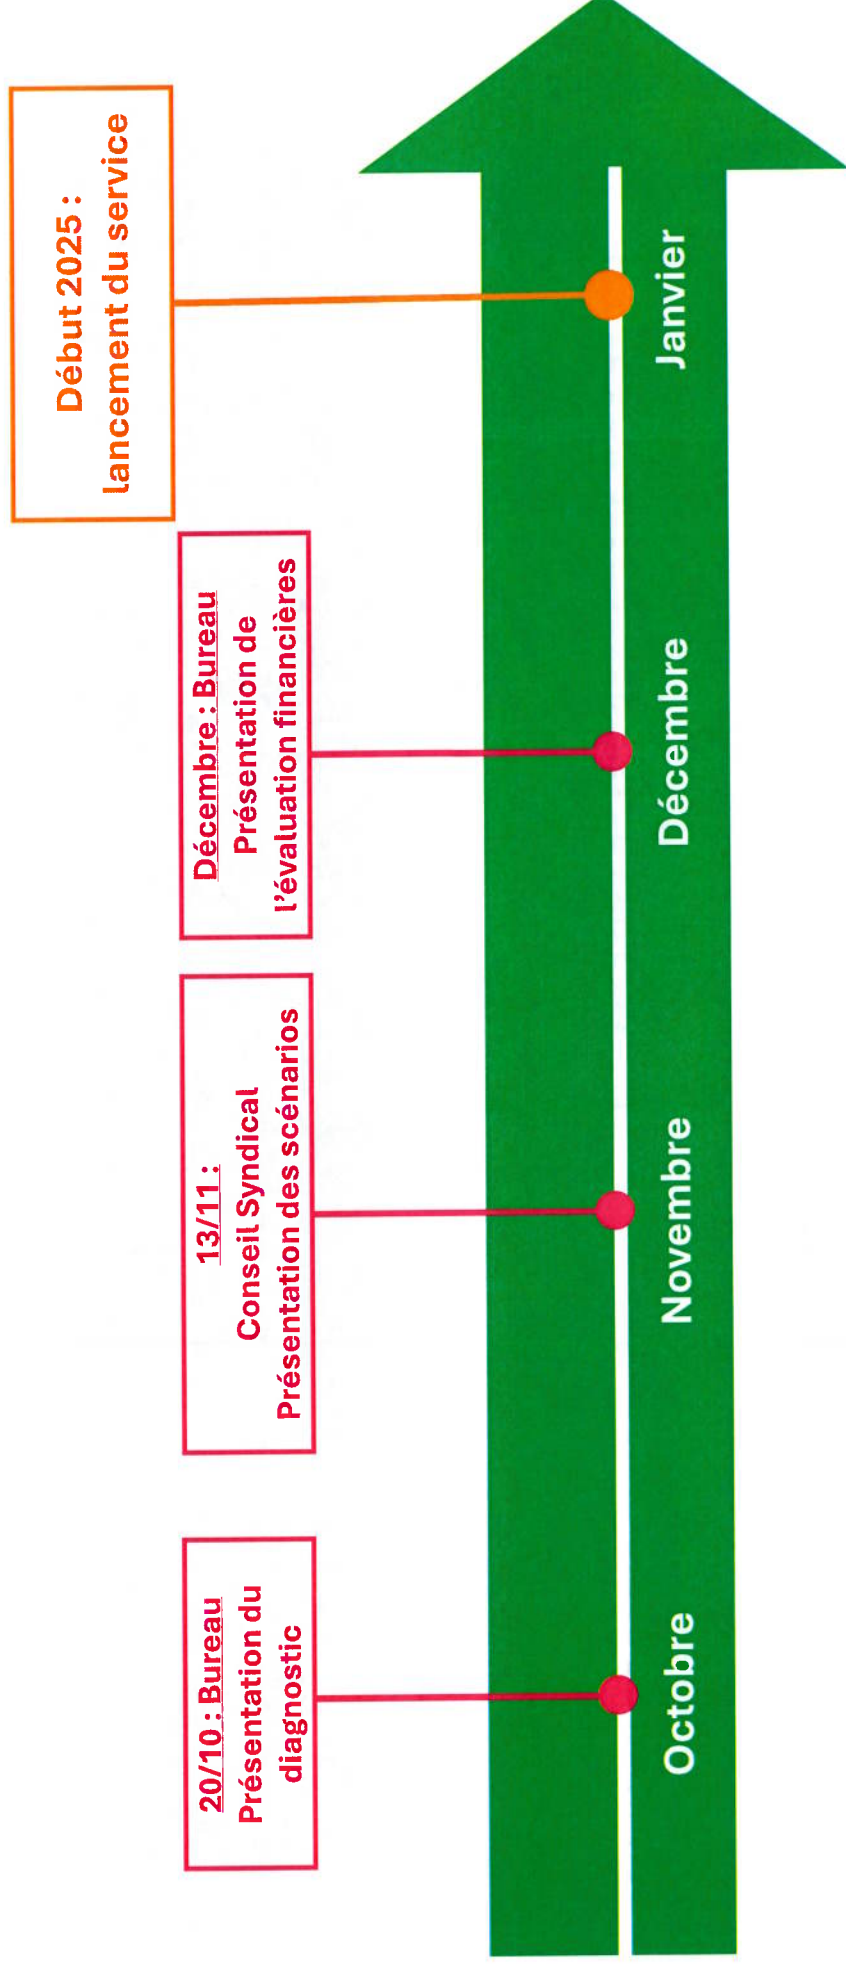 20/10 : Bureau
Présentation du
diagnostic
13/11 :
Conseil Syndical
Présentation des scénarios
Décembre : Bureau
Présentation de
l'évaluation financières
Début 2025 :
lancement du service
Octobre
Novembre
Décembre
Janvier